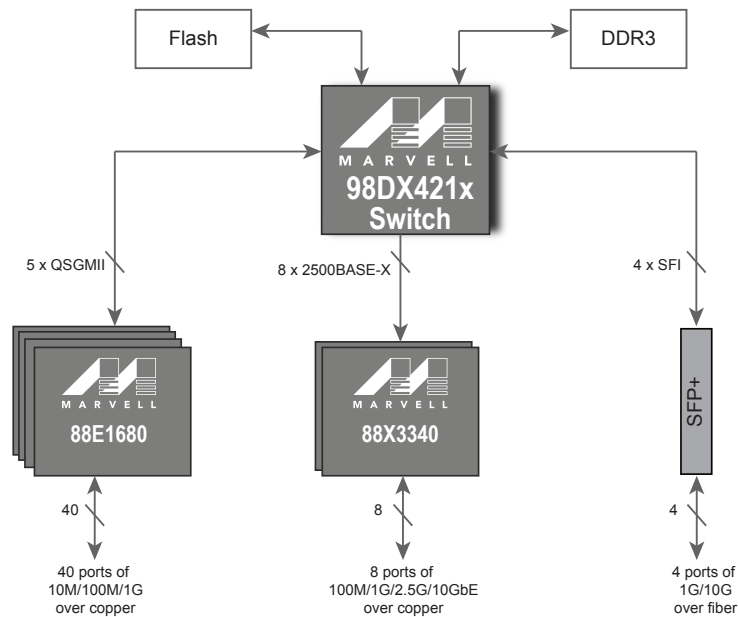 Flash
DDR3
MARVELL
98DX421x
Switch
5 x QSGMII
8 x 2500BASE-X
4 x SFI
MARVELL
88E1680
MARVELL
88X3340
SFP+
40
8
4
40 ports of
10M/100M/1G
over copper
8 ports of
100M/1G/2.5G/10GbE
over copper
4 ports of
1G/10G
over fiber